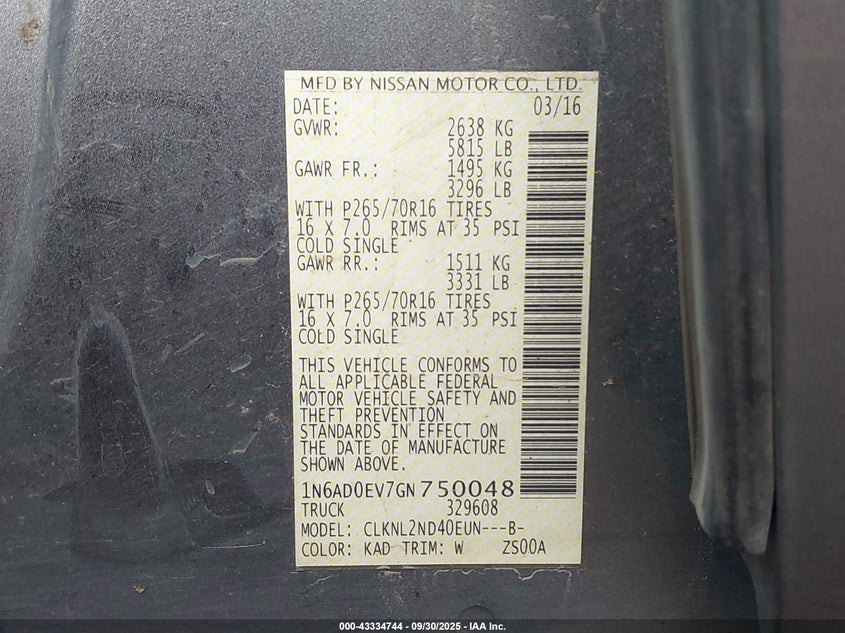 MFD BY NISSAN MOTOR CO., LTD.
DATE: 03/16
GVWR: 2638 KG
5815 LB
GAWR FR.: 1495 KG
3296 LB
WITH P265/70R16 TIRES
16 X 7.0 RIMS AT 35 PSI
COLD SINGLE
GAWR RR.: 1511 KG
3331 LB
WITH P265/70R16 TIRES
16 X 7.0 RIMS AT 35 PSI
COLD SINGLE
THIS VEHICLE CONFORMS TO
ALL APPLICABLE FEDERAL
MOTOR VEHICLE SAFETY AND
THEFT PREVENTION
STANDARDS IN EFFECT ON
THE DATE OF MANUFACTURE
SHOWN ABOVE.
1N6AD0EV7GN750048
TRUCK 329608
MODEL: CLKNL2ND40EUN---B-
COLOR: KAD TRIM: W ZS00A
000-43334744 - 09/30/2025 - IAA Inc.